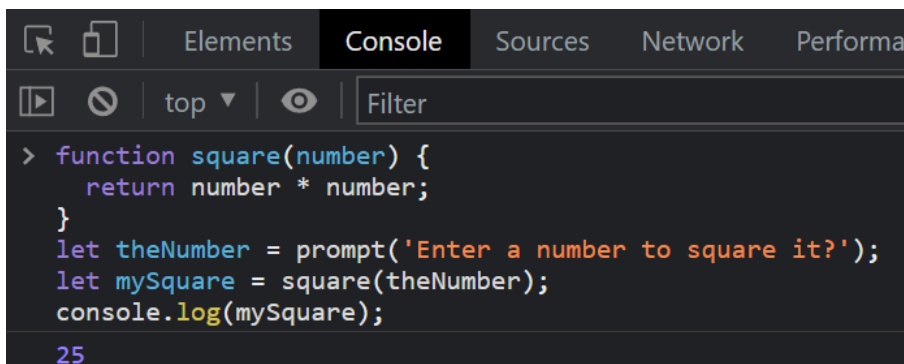 Elements Console Sources Network Performa
top Filter
> function square(number) {
return number * number;
}
let theNumber = prompt('Enter a number to square it?');
let mySquare = square(theNumber);
console.log(mySquare);
25